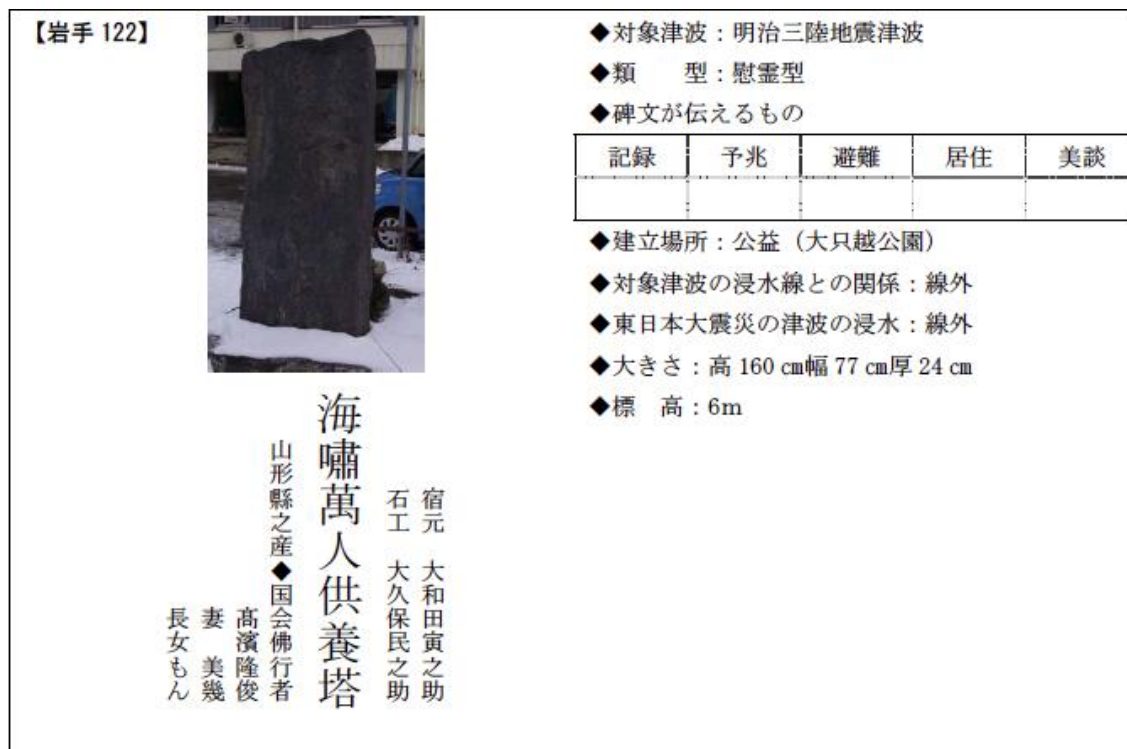 【岩手 122】
◆対象津波：明治三陸地震津波
◆類　　型：慰霊型
◆碑文が伝えるもの
記録　予兆　避難　居住　美談
◆建立場所：公益（大只越公園）
◆対象津波の浸水線との関係：線外
◆東日本大震災の津波の浸水：線外
◆大きさ：高 160 ㎝幅 77 ㎝厚 24 ㎝
◆標　高：6m
宿元　大和田寅之助
石工　大久保民之助
海嘯萬人供養塔
山形縣之産◆国会佛行者
髙濱隆俊
妻　美幾
長女もん